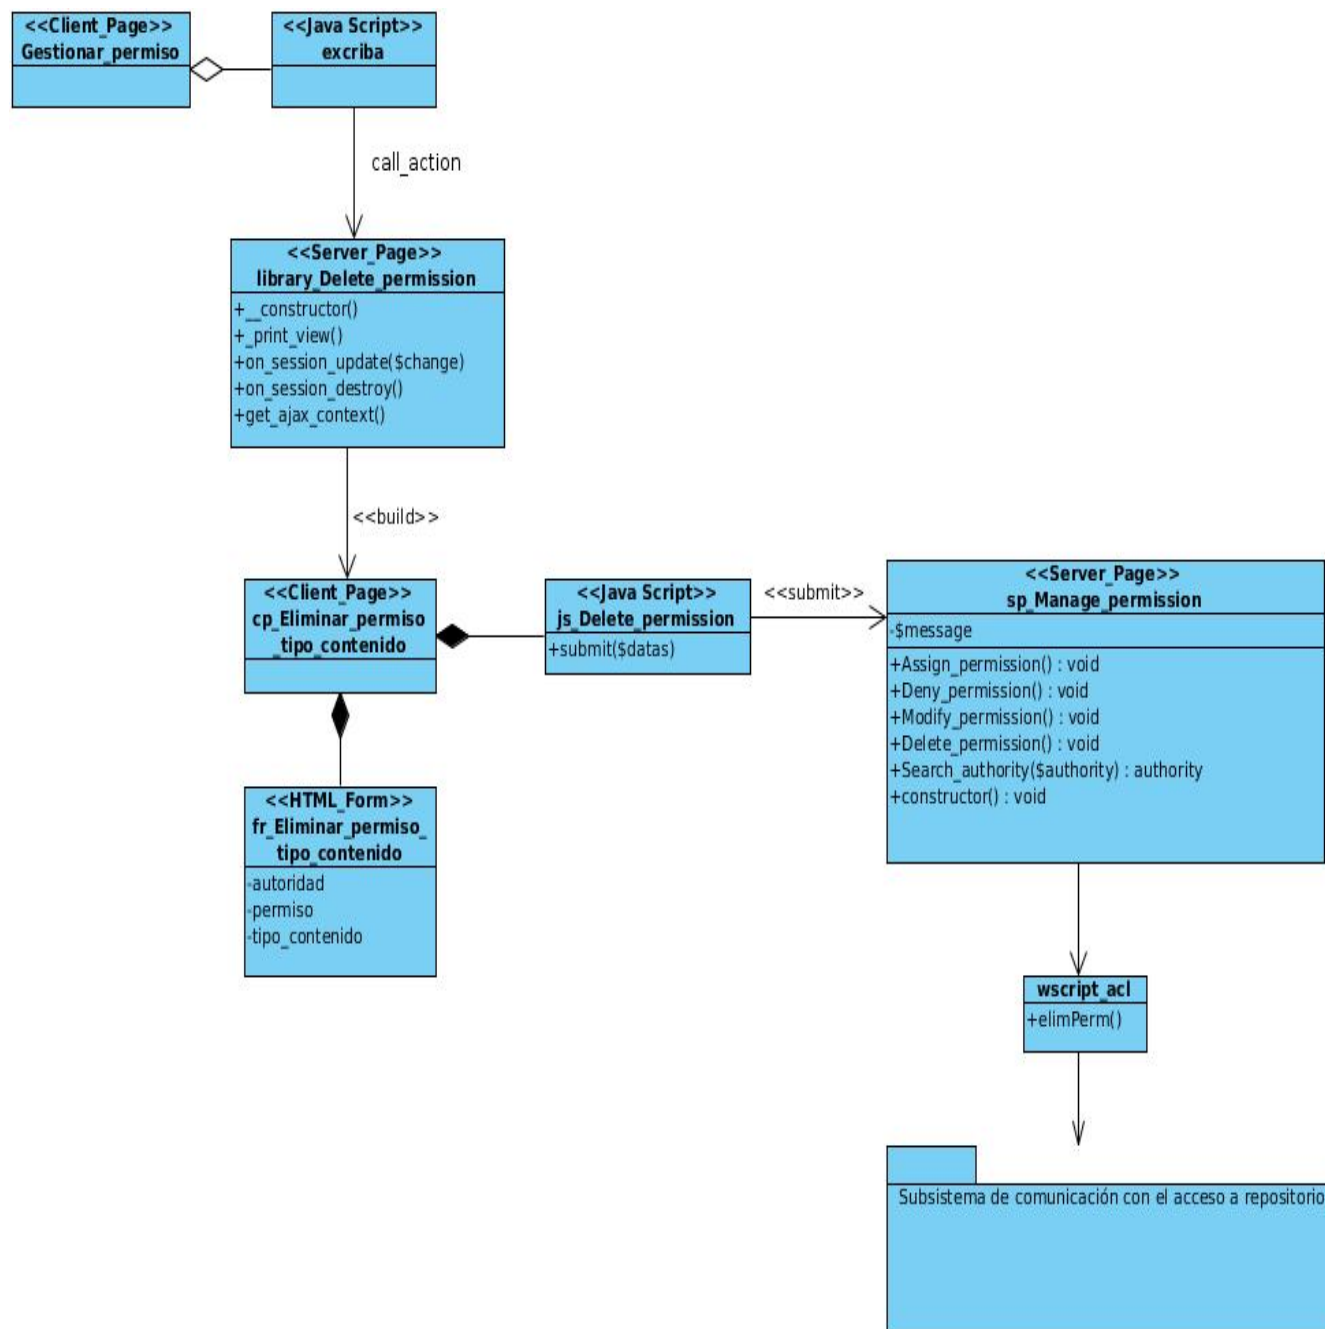 <<Client_Page>>
Gestionar_permiso
<<Java Script>>
excriba
call_action
<<Server_Page>>
library_Delete_permission
+__constructor()
+_print_view()
+on_session_update($change)
+on_session_destroy()
+get_ajax_context()
<<build>>
<<Client_Page>>
cp_Eliminar_permiso
_tipo_contenido
<<Java Script>>
js_Delete_permission
+submit($datas)
<<submit>>
<<Server_Page>>
sp_Manage_permission
-$message
+Assign_permission() : void
+Deny_permission() : void
+Modify_permission() : void
+Delete_permission() : void
+Search_authority($authority) : authority
+constructor() : void
<<HTML_Form>>
fr_Eliminar_permiso_
tipo_contenido
-autoridad
-permiso
-tipo_contenido
wscript_acl
+elimPerm()
Subsistema de comunicación con el acceso a repositorio